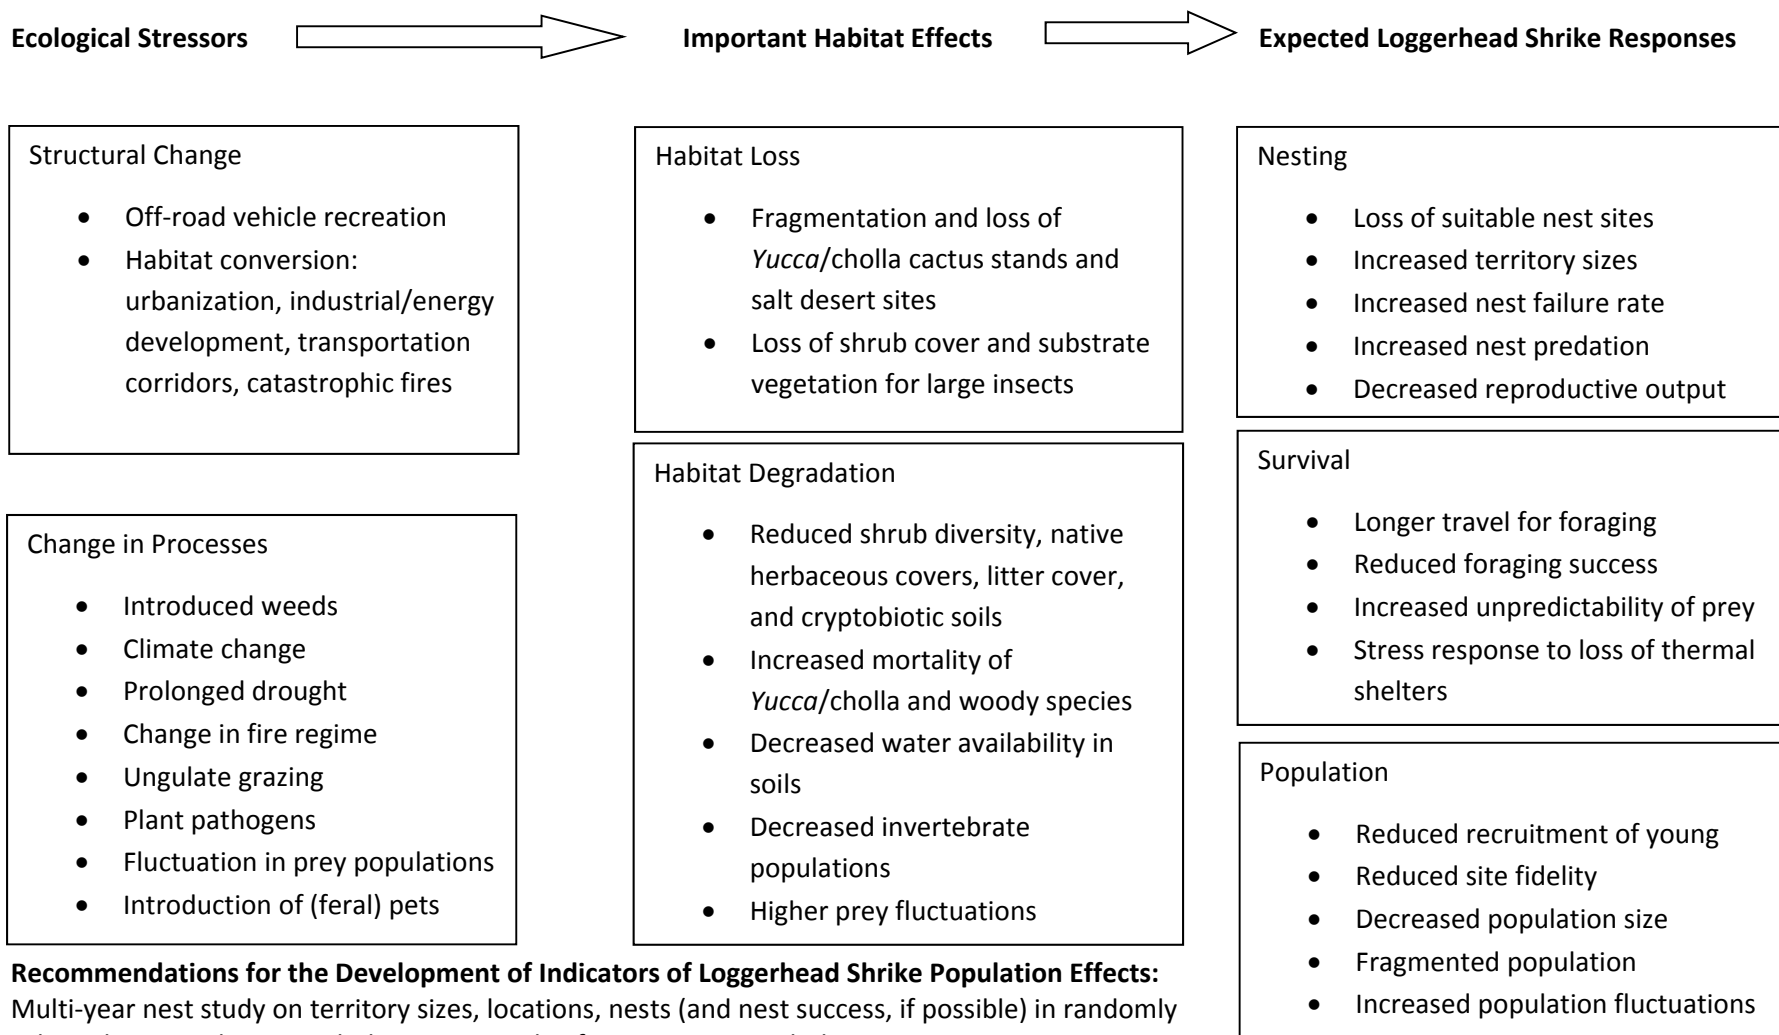 Ecological Stressors
Important Habitat Effects
Expected Loggerhead Shrike Responses
Structural Change
• Off-road vehicle recreation
• Habitat conversion:
urbanization, industrial/energy
development, transportation
corridors, catastrophic fires
Change in Processes
• Introduced weeds
• Climate change
• Prolonged drought
• Change in fire regime
• Ungulate grazing
• Plant pathogens
• Fluctuation in prey populations
• Introduction of (feral) pets
Habitat Loss
• Fragmentation and loss of
Yucca/cholla cactus stands and
salt desert sites
• Loss of shrub cover and substrate
vegetation for large insects
Habitat Degradation
• Reduced shrub diversity, native
herbaceous covers, litter cover,
and cryptobiotic soils
• Increased mortality of
Yucca/cholla and woody species
• Decreased water availability in
soils
• Decreased invertebrate
populations
• Higher prey fluctuations
Nesting
• Loss of suitable nest sites
• Increased territory sizes
• Increased nest failure rate
• Increased nest predation
• Decreased reproductive output
Survival
• Longer travel for foraging
• Reduced foraging success
• Increased unpredictability of prey
• Stress response to loss of thermal
shelters
Population
• Reduced recruitment of young
• Reduced site fidelity
• Decreased population size
• Fragmented population
• Increased population fluctuations
Recommendations for the Development of Indicators of Loggerhead Shrike Population Effects:
Multi-year nest study on territory sizes, locations, nests (and nest success, if possible) in randomly